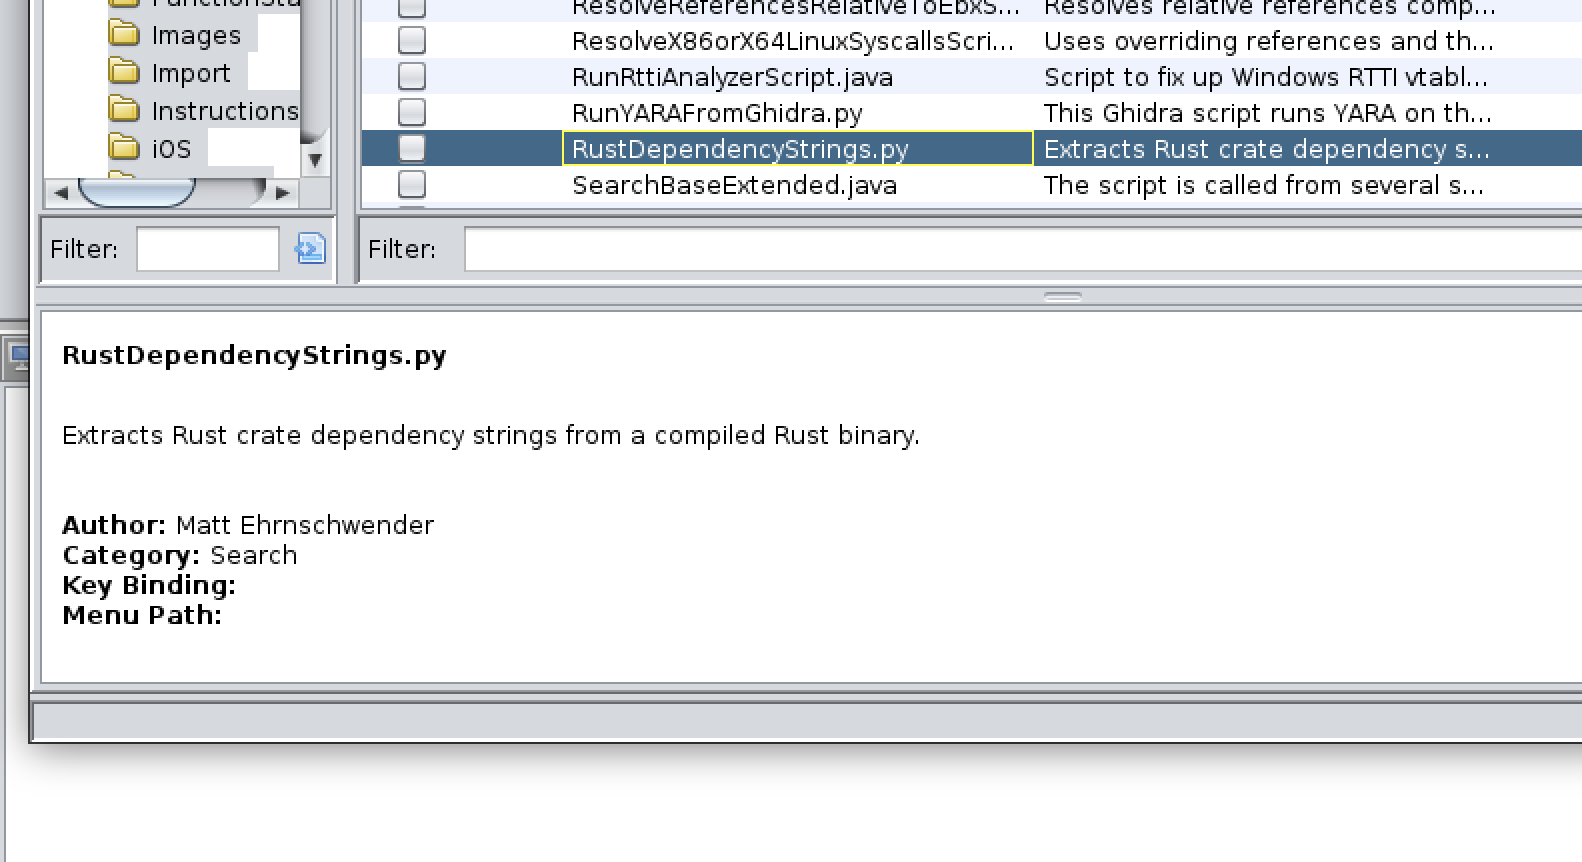 FunctionSta
Images
Import
Instructions
iOS
Filter:
ResolveReferencesRelativeToEbxS... Resolves relative references comp...
ResolveX86orX64LinuxSyscallsScri... Uses overriding references and th...
RunRttiAnalyzerScript.java Script to fix up Windows RTTI vtabl...
RunYARAFromGhidra.py This Ghidra script runs YARA on th...
RustDependencyStrings.py Extracts Rust crate dependency s...
SearchBaseExtended.java The script is called from several s...
Filter:
RustDependencyStrings.py
Extracts Rust crate dependency strings from a compiled Rust binary.
Author: Matt Ehrnschwender
Category: Search
Key Binding:
Menu Path: